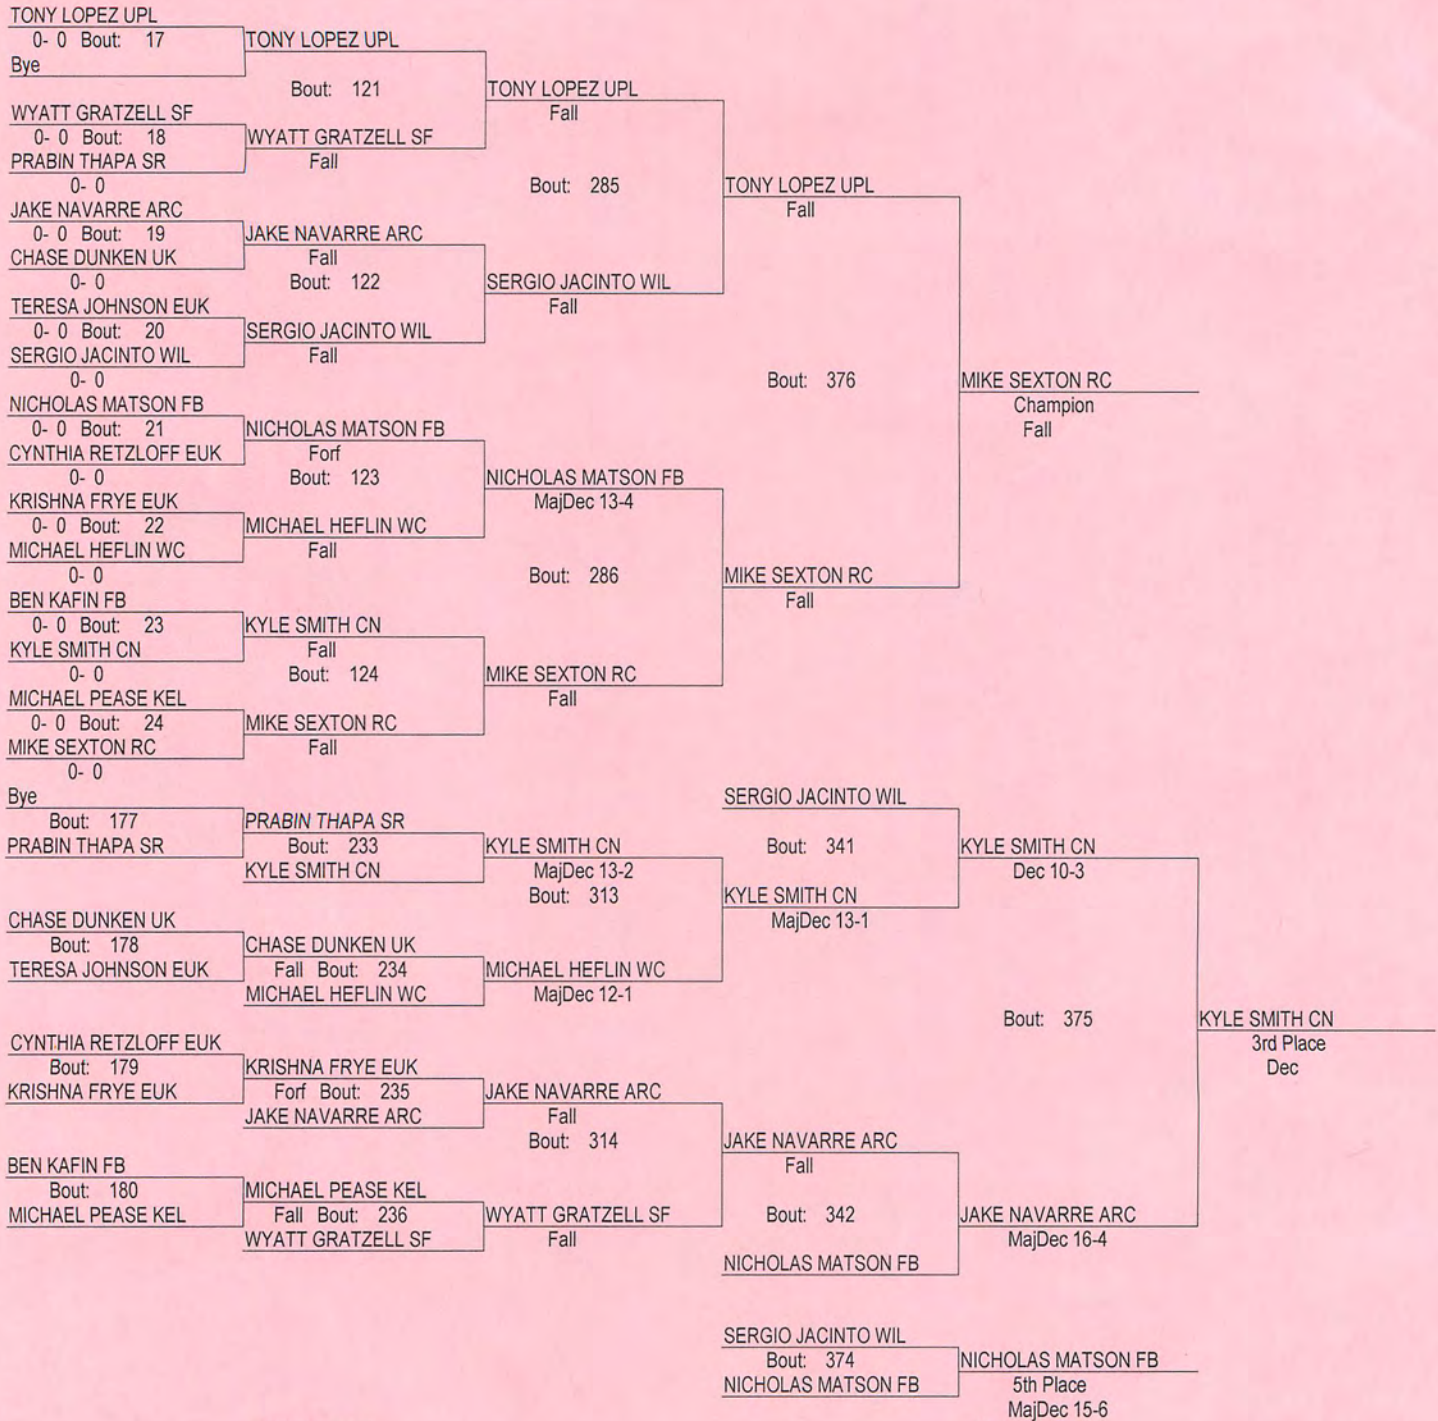 TONY LOPEZ UPL
0- 0 Bout: 17
Bye
WYATT GRATZELL SF
0- 0 Bout: 18
PRABIN THAPA SR
0- 0
JAKE NAVARRE ARC
0- 0 Bout: 19
CHASE DUNKEN UK
0- 0
TERESA JOHNSON EUK
0- 0 Bout: 20
SERGIO JACINTO WIL
0- 0
NICHOLAS MATSON FB
0- 0 Bout: 21
CYNTHIA RETZLOFF EUK
0- 0
KRISHNA FRYE EUK
0- 0 Bout: 22
MICHAEL HEFLIN WC
0- 0
BEN KAFIN FB
0- 0 Bout: 23
KYLE SMITH CN
0- 0
MICHAEL PEASE KEL
0- 0 Bout: 24
MIKE SEXTON RC
0- 0
TONY LOPEZ UPL
Bout: 121
WYATT GRATZELL SF
Fall
JAKE NAVARRE ARC
Fall
Bout: 122
SERGIO JACINTO WIL
Fall
NICHOLAS MATSON FB
Forf
Bout: 123
MICHAEL HEFLIN WC
Fall
KYLE SMITH CN
Fall
Bout: 124
MIKE SEXTON RC
Fall
TONY LOPEZ UPL
Fall
Bout: 285
SERGIO JACINTO WIL
Fall
NICHOLAS MATSON FB
MajDec 13-4
Bout: 286
MIKE SEXTON RC
Fall
TONY LOPEZ UPL
Fall
Bout: 376
MIKE SEXTON RC
Fall
MIKE SEXTON RC
Champion
Fall
Bye
Bout: 177
PRABIN THAPA SR
CHASE DUNKEN UK
Bout: 178
TERESA JOHNSON EUK
CYNTHIA RETZLOFF EUK
Bout: 179
KRISHNA FRYE EUK
BEN KAFIN FB
Bout: 180
MICHAEL PEASE KEL
PRABIN THAPA SR
Bout: 233
KYLE SMITH CN
CHASE DUNKEN UK
Fall Bout: 234
MICHAEL HEFLIN WC
KRISHNA FRYE EUK
Forf Bout: 235
JAKE NAVARRE ARC
MICHAEL PEASE KEL
Fall Bout: 236
WYATT GRATZELL SF
KYLE SMITH CN
MajDec 13-2
Bout: 313
MICHAEL HEFLIN WC
MajDec 12-1
JAKE NAVARRE ARC
Fall
Bout: 314
WYATT GRATZELL SF
Fall
SERGIO JACINTO WIL
Bout: 341
KYLE SMITH CN
MajDec 13-1
JAKE NAVARRE ARC
Fall
Bout: 342
NICHOLAS MATSON FB
KYLE SMITH CN
Dec 10-3
Bout: 375
JAKE NAVARRE ARC
MajDec 16-4
KYLE SMITH CN
3rd Place
Dec
SERGIO JACINTO WIL
Bout: 374
NICHOLAS MATSON FB
NICHOLAS MATSON FB
5th Place
MajDec 15-6